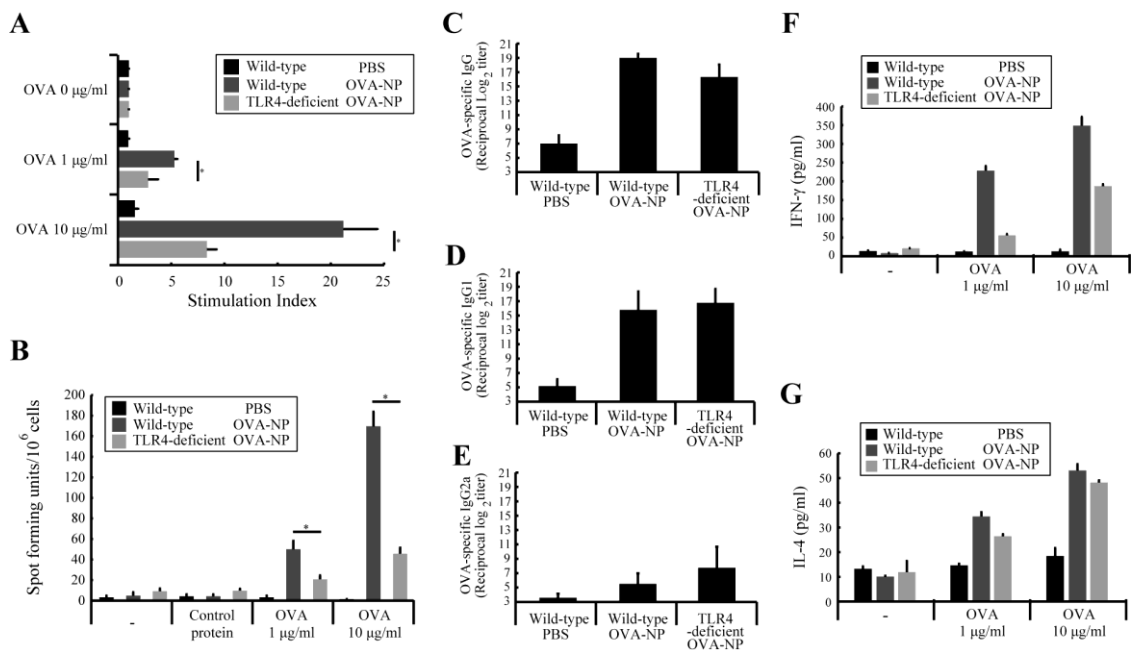 A
Wild-type PBS
Wild-type OVA-NP
TLR4-deficient OVA-NP
OVA 0 μg/ml
OVA 1 μg/ml
OVA 10 μg/ml
*
*
0 5 10 15 20 25
Stimulation Index
B
Spot forming units/10^6 cells
200
180
160
140
120
100
80
60
40
20
0
Wild-type PBS
Wild-type OVA-NP
TLR4-deficient OVA-NP
*
*
- Control protein OVA 1 μg/ml OVA 10 μg/ml
C
OVA-specific IgG
(Reciprocal Log2 titer)
21
19
17
15
13
11
9
7
5
3
Wild-type PBS
Wild-type OVA-NP
TLR4 -deficient OVA-NP
D
OVA-specific IgG1
(Reciprocal log2 titer)
21
19
17
15
13
11
9
7
5
3
Wild-type PBS
Wild-type OVA-NP
TLR4 -deficient OVA-NP
E
OVA-specific IgG2a
(Reciprocal log2 titer)
21
19
17
15
13
11
9
7
5
3
Wild-type PBS
Wild-type OVA-NP
TLR4 -deficient OVA-NP
F
Wild-type PBS
Wild-type OVA-NP
TLR4-deficient OVA-NP
IFN-γ (pg/ml)
400
350
350
250
200
150
100
50
0
- OVA 1 μg/ml OVA 10 μg/ml
G
Wild-type PBS
Wild-type OVA-NP
TLR4-deficient OVA-NP
IL-4 (pg/ml)
60
50
40
30
20
10
0
- OVA 1 μg/ml OVA 10 μg/ml